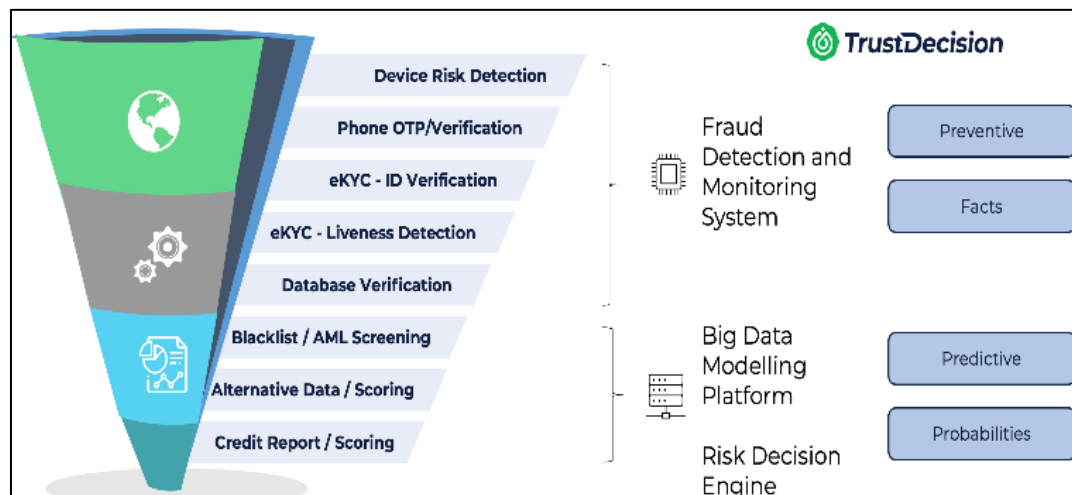 TrustDecision
Device Risk Detection
Phone OTP/Verification
eKYC - ID Verification
eKYC - Liveness Detection
Database Verification
Blacklist / AML Screening
Alternative Data / Scoring
Credit Report / Scoring
Fraud
Detection and
Monitoring
System
Big Data
Modelling
Platform
Risk Decision
Engine
Preventive
Facts
Predictive
Probabilities